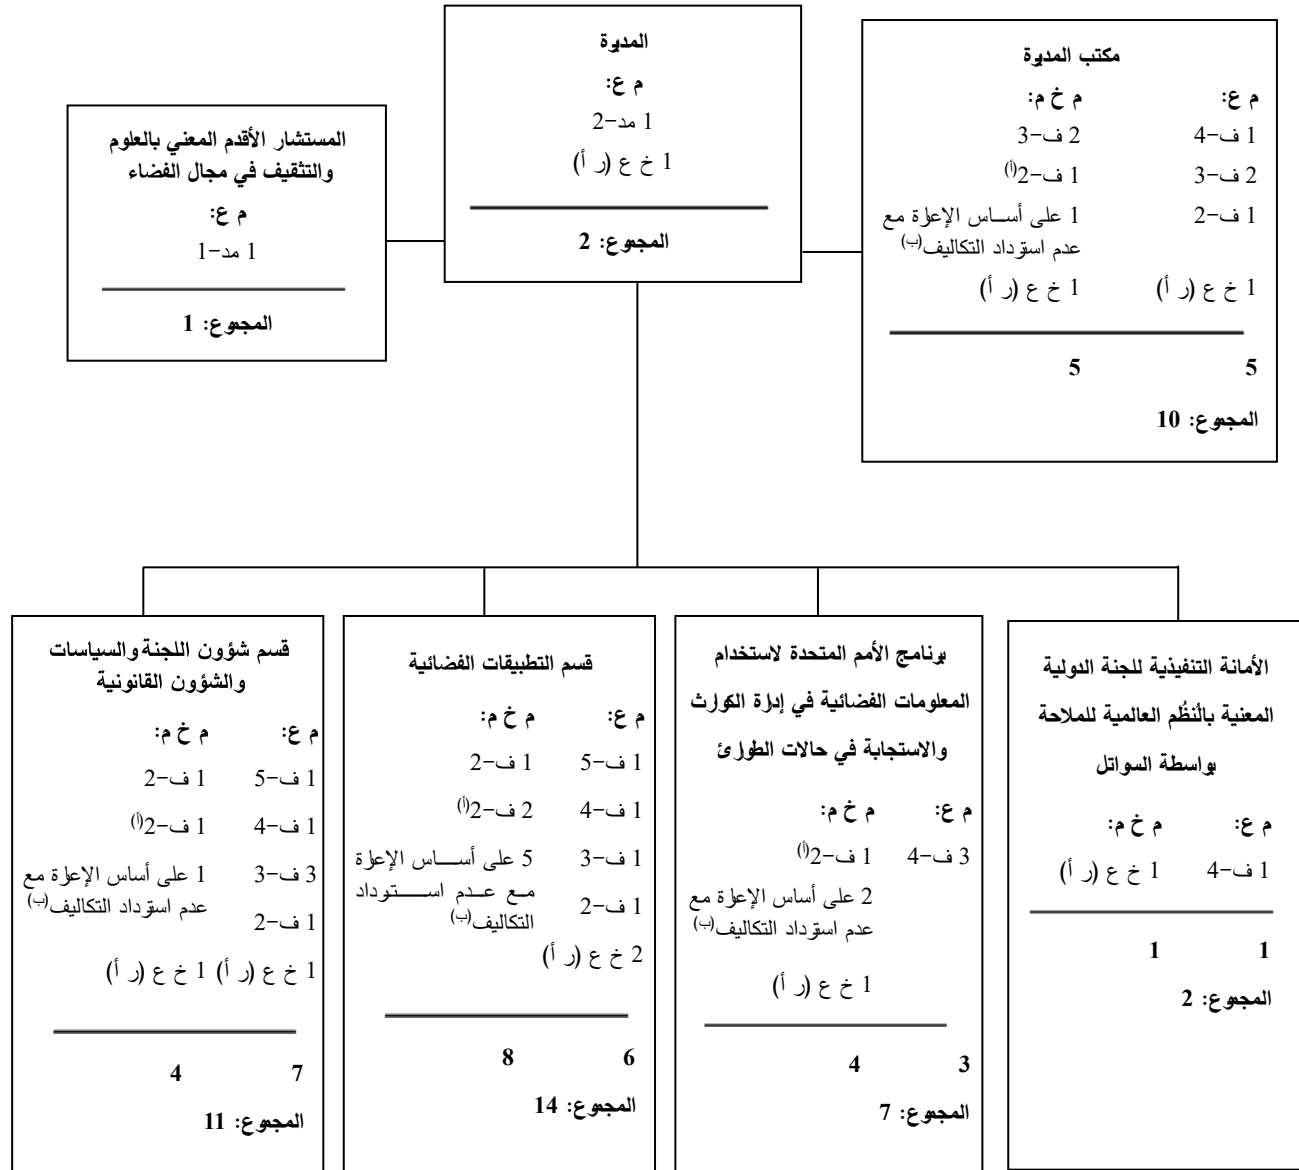 المديرة
م ع:
1 مد-2
1 خ ع (ر أ)
المجموع: 2
مكتب المديرة
م ع: م خ م:
1 ف-4 2 ف-3
2 ف-3 1 ف-2(أ)
1 ف-2 1 على أساس الإعارة مع
عدم استرداد التكاليف(ب)
1 خ ع (ر أ) 1 خ ع (ر أ)
5 5
المجموع: 10
المستشار الأقدم المعني بالعلوم
والتثقيف في مجال الفضاء
م ع:
1 مد-1
المجموع: 1
الأمانة التنفيذية للجنة الدولية
المعنية بالنُظُم العالمية للملاحة
بواسطة السواتل
م ع: م خ م:
1 ف-4 1 خ ع (ر أ)
1 1
المجموع: 2
برنامج الأمم المتحدة لاستخدام
المعلومات الفضائية في إدارة الكوارث
والاستجابة في حالات الطوارئ
م ع: م خ م:
3 ف-4 1 ف-2(أ)
2 على أساس الإعارة مع
عدم استرداد التكاليف(ب)
1 خ ع (ر أ)
3 4
المجموع: 7
قسم التطبيقات الفضائية
م ع: م خ م:
1 ف-5 1 ف-2
1 ف-4 2 ف-2(أ)
1 ف-3 5 على أساس الإعارة
مع عدم استرداد
1 ف-2 التكاليف(ب)
2 خ ع (ر أ)
6 8
المجموع: 14
قسم شؤون اللجنة والسياسات
والشؤون القانونية
م ع: م خ م:
1 ف-5 1 ف-2
1 ف-4 1 ف-2(أ)
3 ف-3 1 على أساس الإعارة مع
عدم استرداد التكاليف(ب)
1 ف-2
1 خ ع (ر أ) 1 خ ع (ر أ)
7 4
المجموع: 11